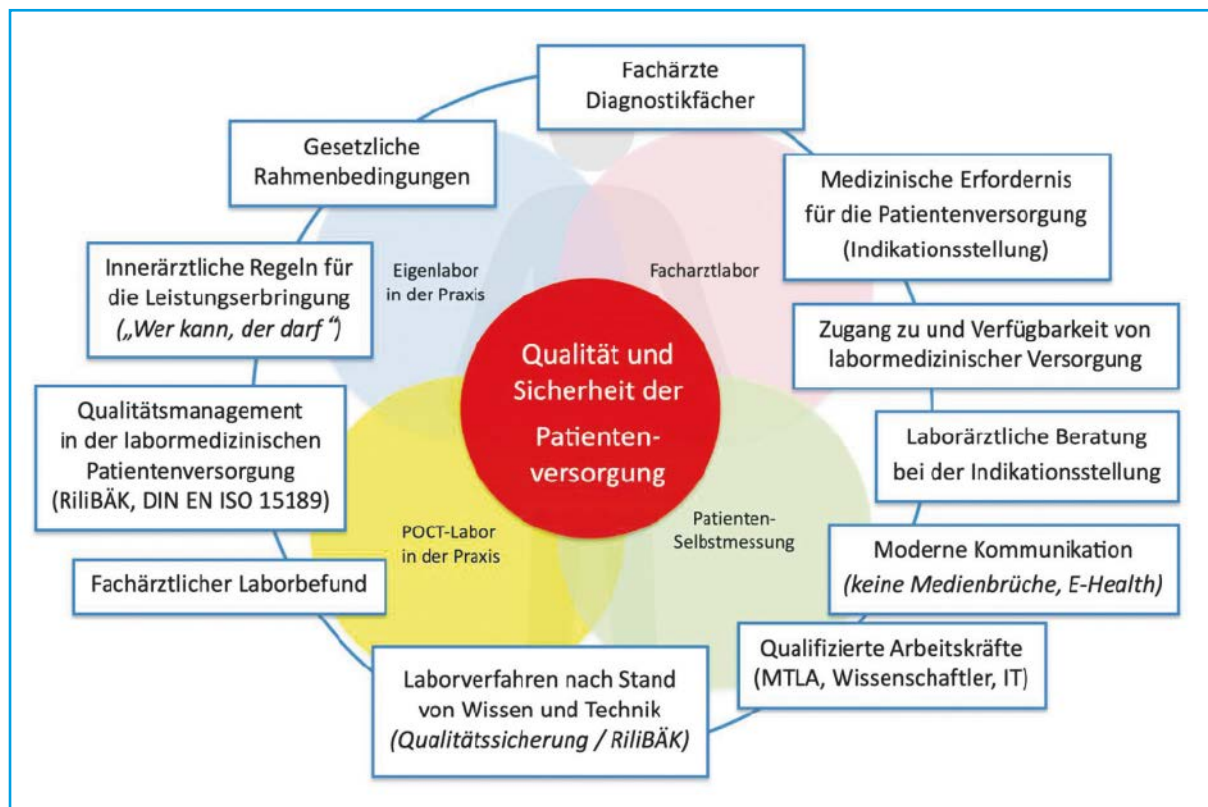 Fachärzte
Diagnostikfächer
Gesetzliche
Rahmenbedingungen
Medizinische Erfordernis
für die Patientenversorgung
(Indikationsstellung)
Innerärztliche Regeln für
die Leistungserbringung
(„Wer kann, der darf “)
Eigenlabor
in der Praxis
Facharztlabor
Zugang zu und Verfügbarkeit von
labormedizinischer Versorgung
Qualität und
Sicherheit der
Patienten-
versorgung
Qualitätsmanagement
in der labormedizinischen
Patientenversorgung
(RiliBÄK, DIN EN ISO 15189)
Laborärztliche Beratung
bei der Indikationsstellung
POCT-Labor
in der Praxis
Patienten-
Selbstmessung
Moderne Kommunikation
(keine Medienbrüche, E-Health)
Fachärztlicher Laborbefund
Qualifizierte Arbeitskräfte
(MTLA, Wissenschaftler, IT)
Laborverfahren nach Stand
von Wissen und Technik
(Qualitätssicherung / RiliBÄK)